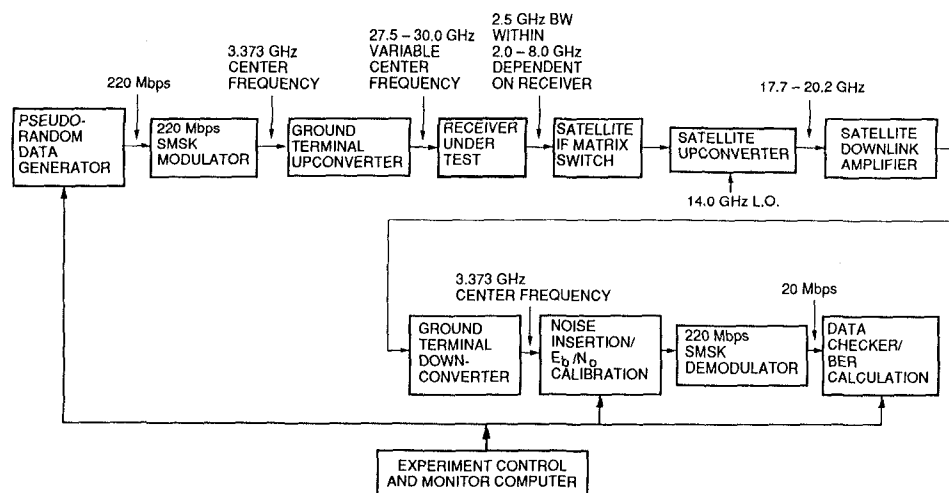 2.5 GHz BW
WITHIN
2.0 – 8.0 GHz
DEPENDENT
ON RECEIVER
27.5 – 30.0 GHz
VARIABLE
CENTER
FREQUENCY
3.373 GHz
CENTER
FREQUENCY
220 Mbps
17.7 – 20.2 GHz
PSEUDO-
RANDOM
DATA
GENERATOR
220 Mbps
SMSK
MODULATOR
GROUND
TERMINAL
UPCONVERTER
RECEIVER
UNDER
TEST
SATELLITE
IF MATRIX
SWITCH
SATELLITE
UPCONVERTER
SATELLITE
DOWNLINK
AMPLIFIER
14.0 GHz L.O.
3.373 GHz
CENTER FREQUENCY
20 Mbps
GROUND
TERMINAL
DOWN-
CONVERTER
NOISE
INSERTION/
Eb/No
CALIBRATION
220 Mbps
SMSK
DEMODULATOR
DATA
CHECKER/
BER
CALCULATION
EXPERIMENT CONTROL
AND MONITOR COMPUTER